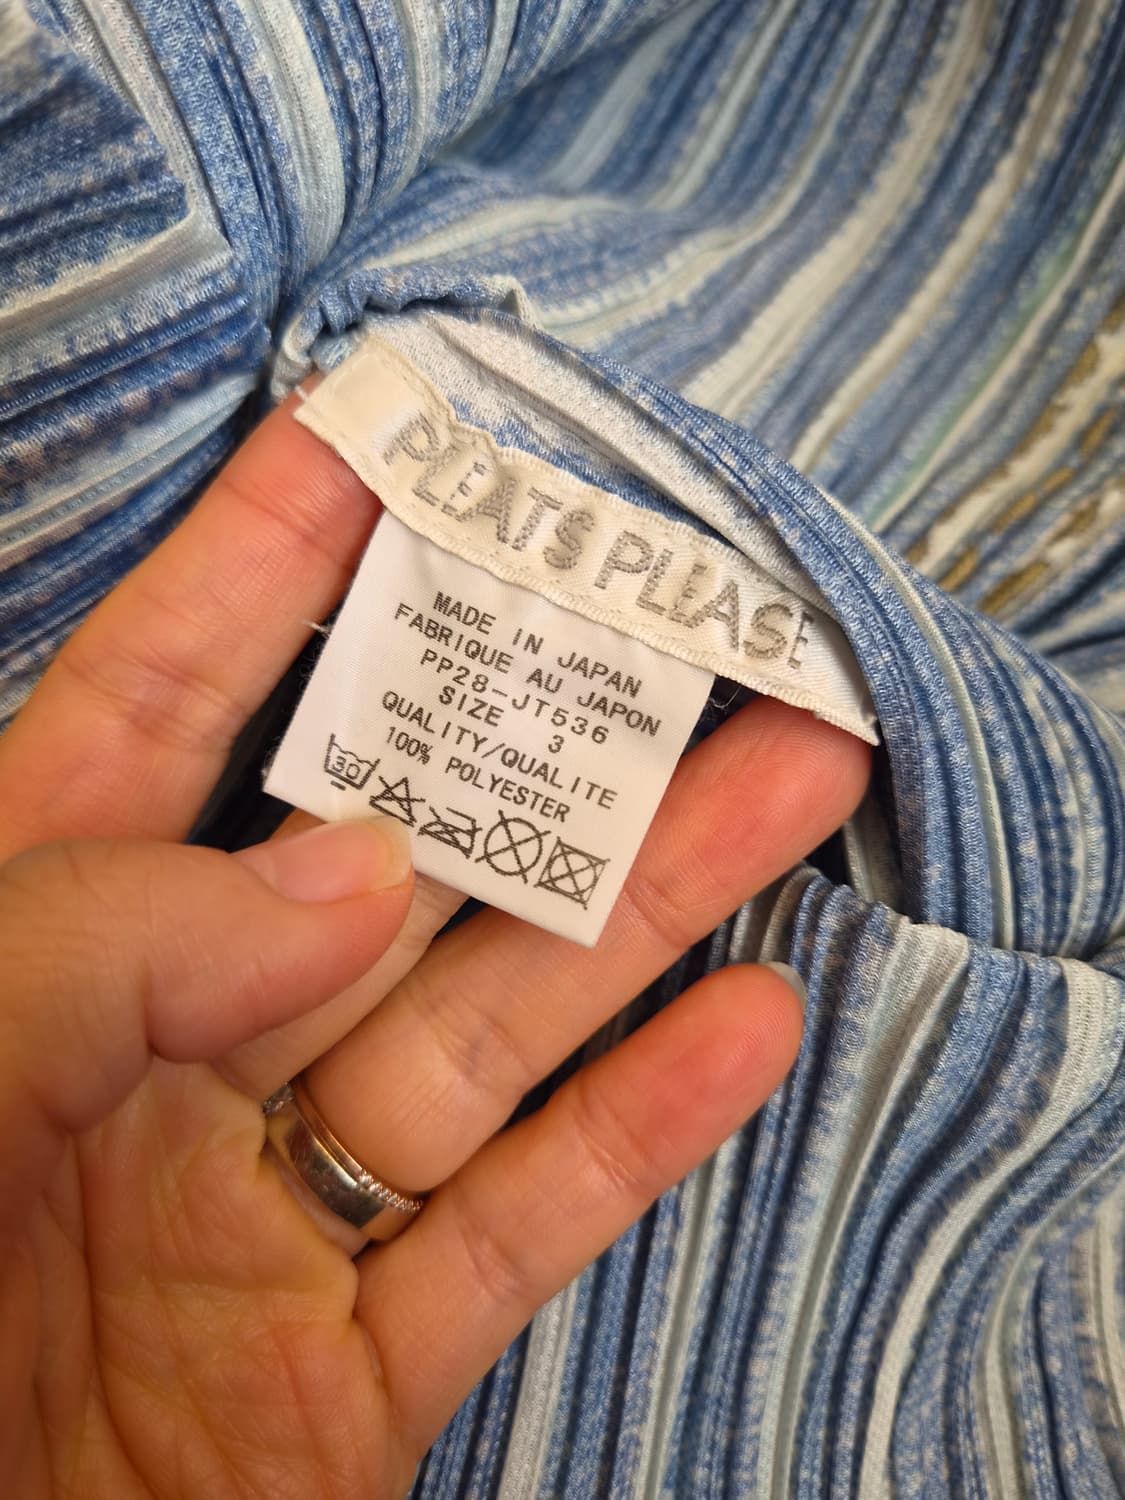 PLEATS PLEASE
MADE IN JAPAN
FABRIQUE AU JAPON
PP28-JT536
SIZE 3
QUALITY/QUALITE
100% POLYESTER
30